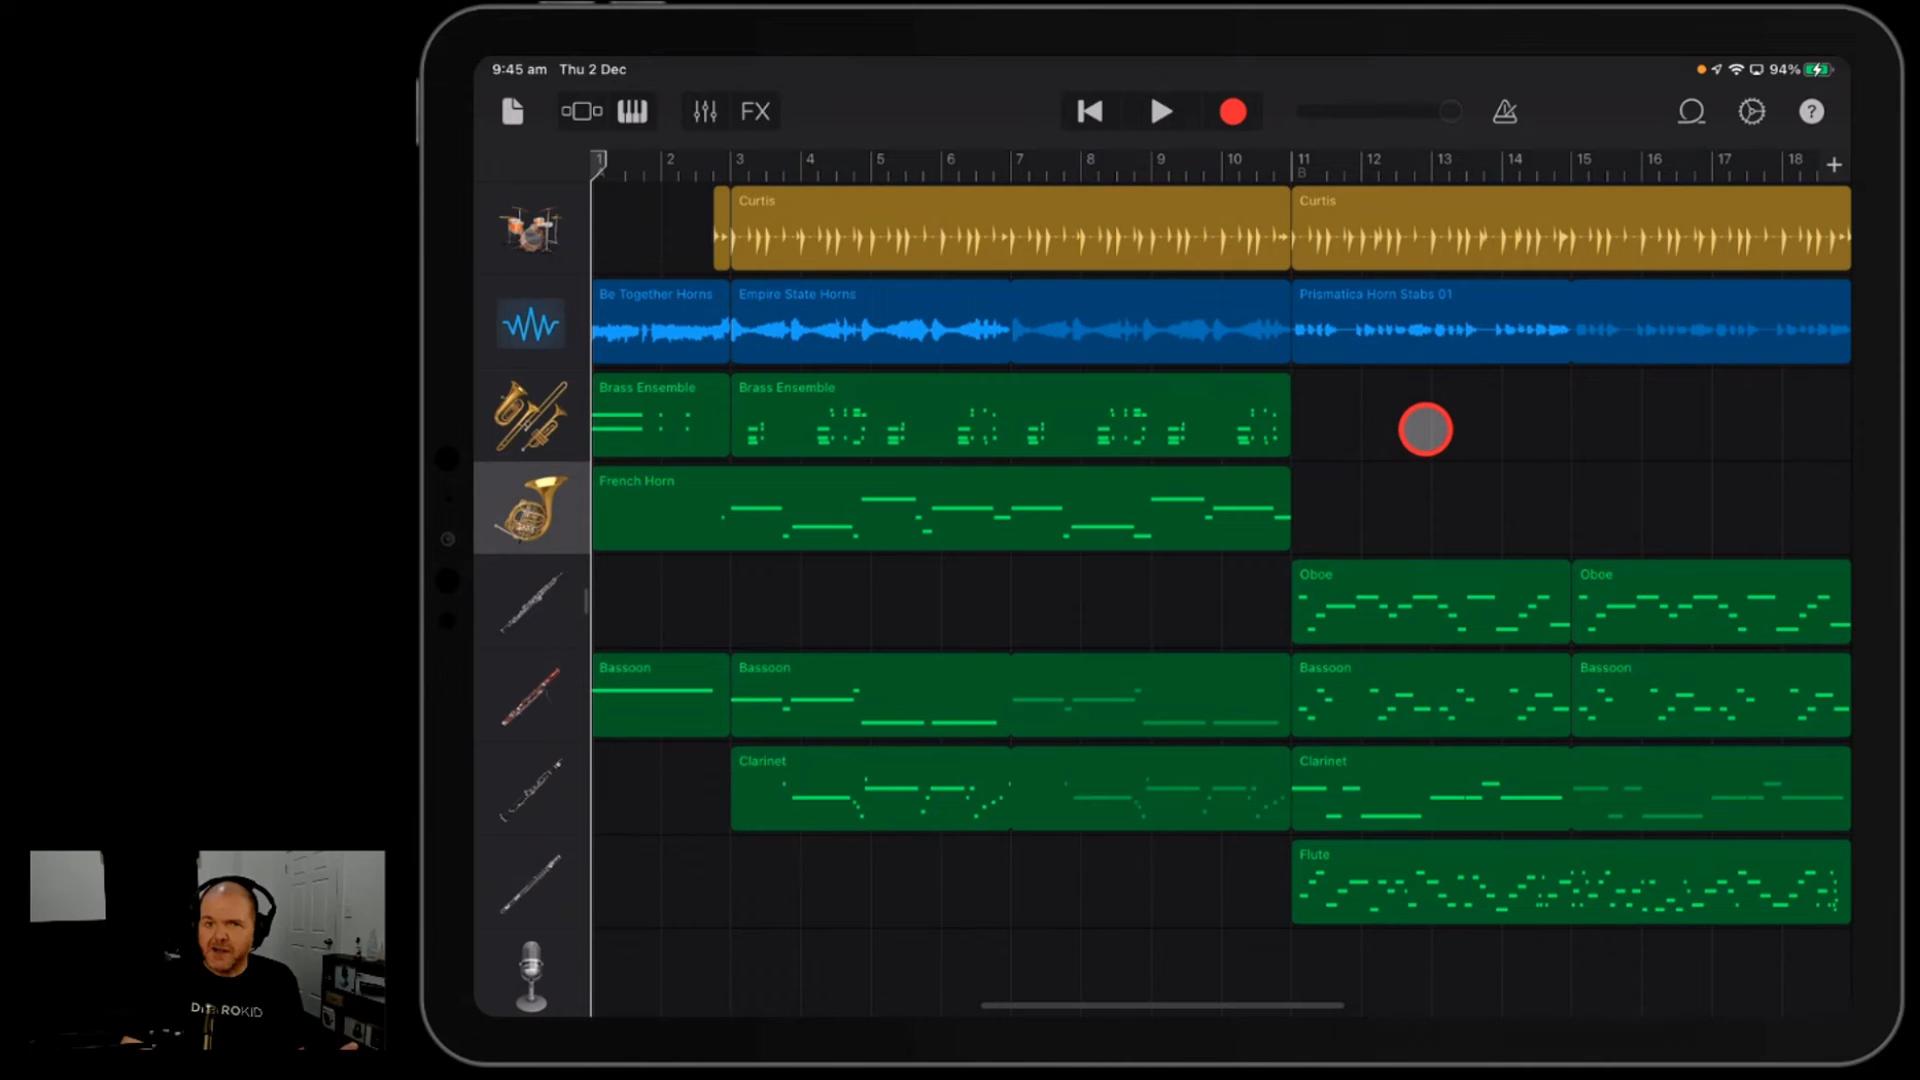 9:45 am Thu 2 Dec
94%
FX
?
1 2 3 4 5 6 7 8 9 10 11 12 13 14 15 16 17 18 +
B
Curtis Curtis
Be Together Horns Empire State Horns Prismatica Horn Stabs 01
Brass Ensemble Brass Ensemble
French Horn
Oboe Oboe
Bassoon Bassoon Bassoon Bassoon
Clarinet Clarinet
Flute